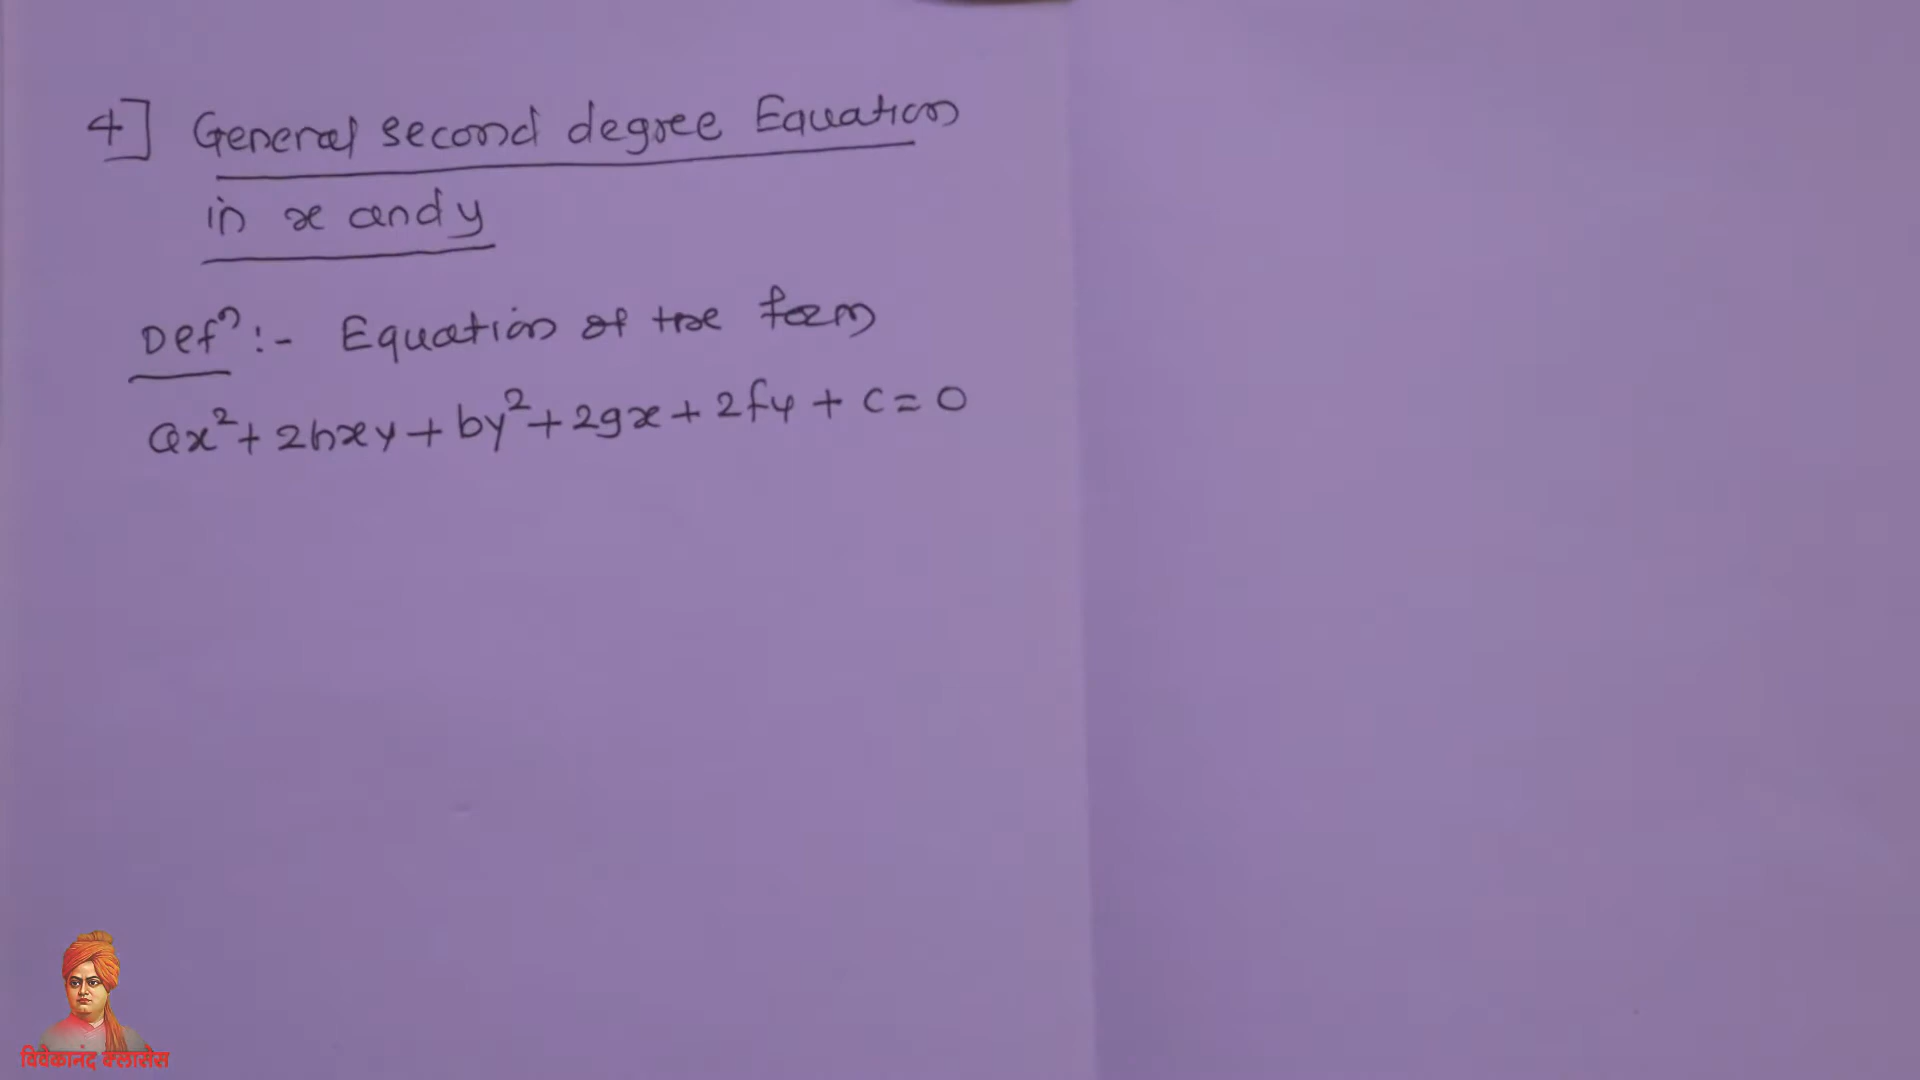 4] General second degree Equation
in x and y
Defⁿ :- Equation of the form
ax² + 2hxy + by² + 2gx + 2fy + c = 0
विवेकानंद क्लासेस